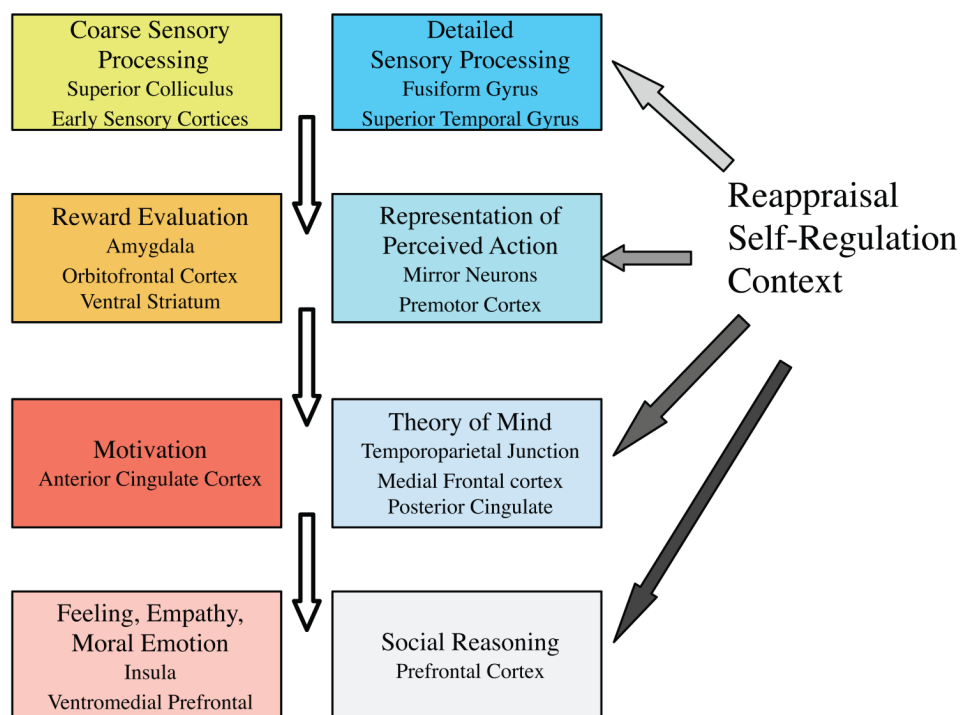 Coarse Sensory
Processing
Superior Colliculus
Early Sensory Cortices
Detailed
Sensory Processing
Fusiform Gyrus
Superior Temporal Gyrus
Reward Evaluation
Amygdala
Orbitofrontal Cortex
Ventral Striatum
Representation of
Perceived Action
Mirror Neurons
Premotor Cortex
Reappraisal
Self-Regulation
Context
Motivation
Anterior Cingulate Cortex
Theory of Mind
Temporoparietal Junction
Medial Frontal cortex
Posterior Cingulate
Feeling, Empathy,
Moral Emotion
Insula
Ventromedial Prefrontal
Social Reasoning
Prefrontal Cortex